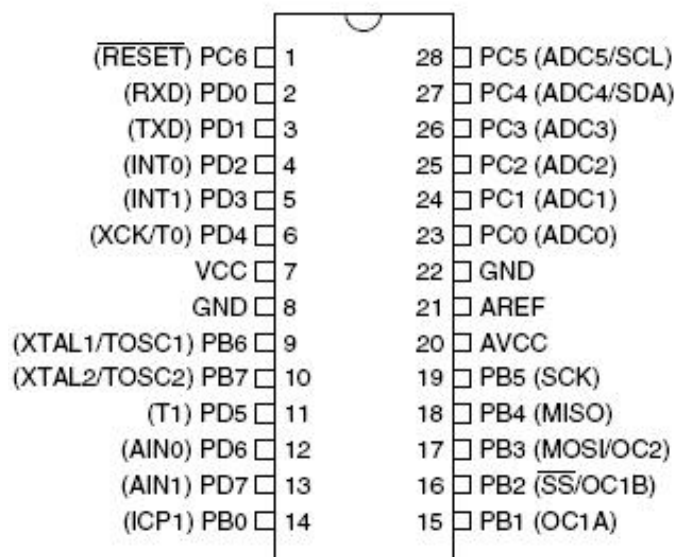 (RESET) PC6 1 28 PC5 (ADC5/SCL)
(RXD) PD0 2 27 PC4 (ADC4/SDA)
(TXD) PD1 3 26 PC3 (ADC3)
(INT0) PD2 4 25 PC2 (ADC2)
(INT1) PD3 5 24 PC1 (ADC1)
(XCK/T0) PD4 6 23 PC0 (ADC0)
VCC 7 22 GND
GND 8 21 AREF
(XTAL1/TOSC1) PB6 9 20 AVCC
(XTAL2/TOSC2) PB7 10 19 PB5 (SCK)
(T1) PD5 11 18 PB4 (MISO)
(AIN0) PD6 12 17 PB3 (MOSI/OC2)
(AIN1) PD7 13 16 PB2 (SS/OC1B)
(ICP1) PB0 14 15 PB1 (OC1A)